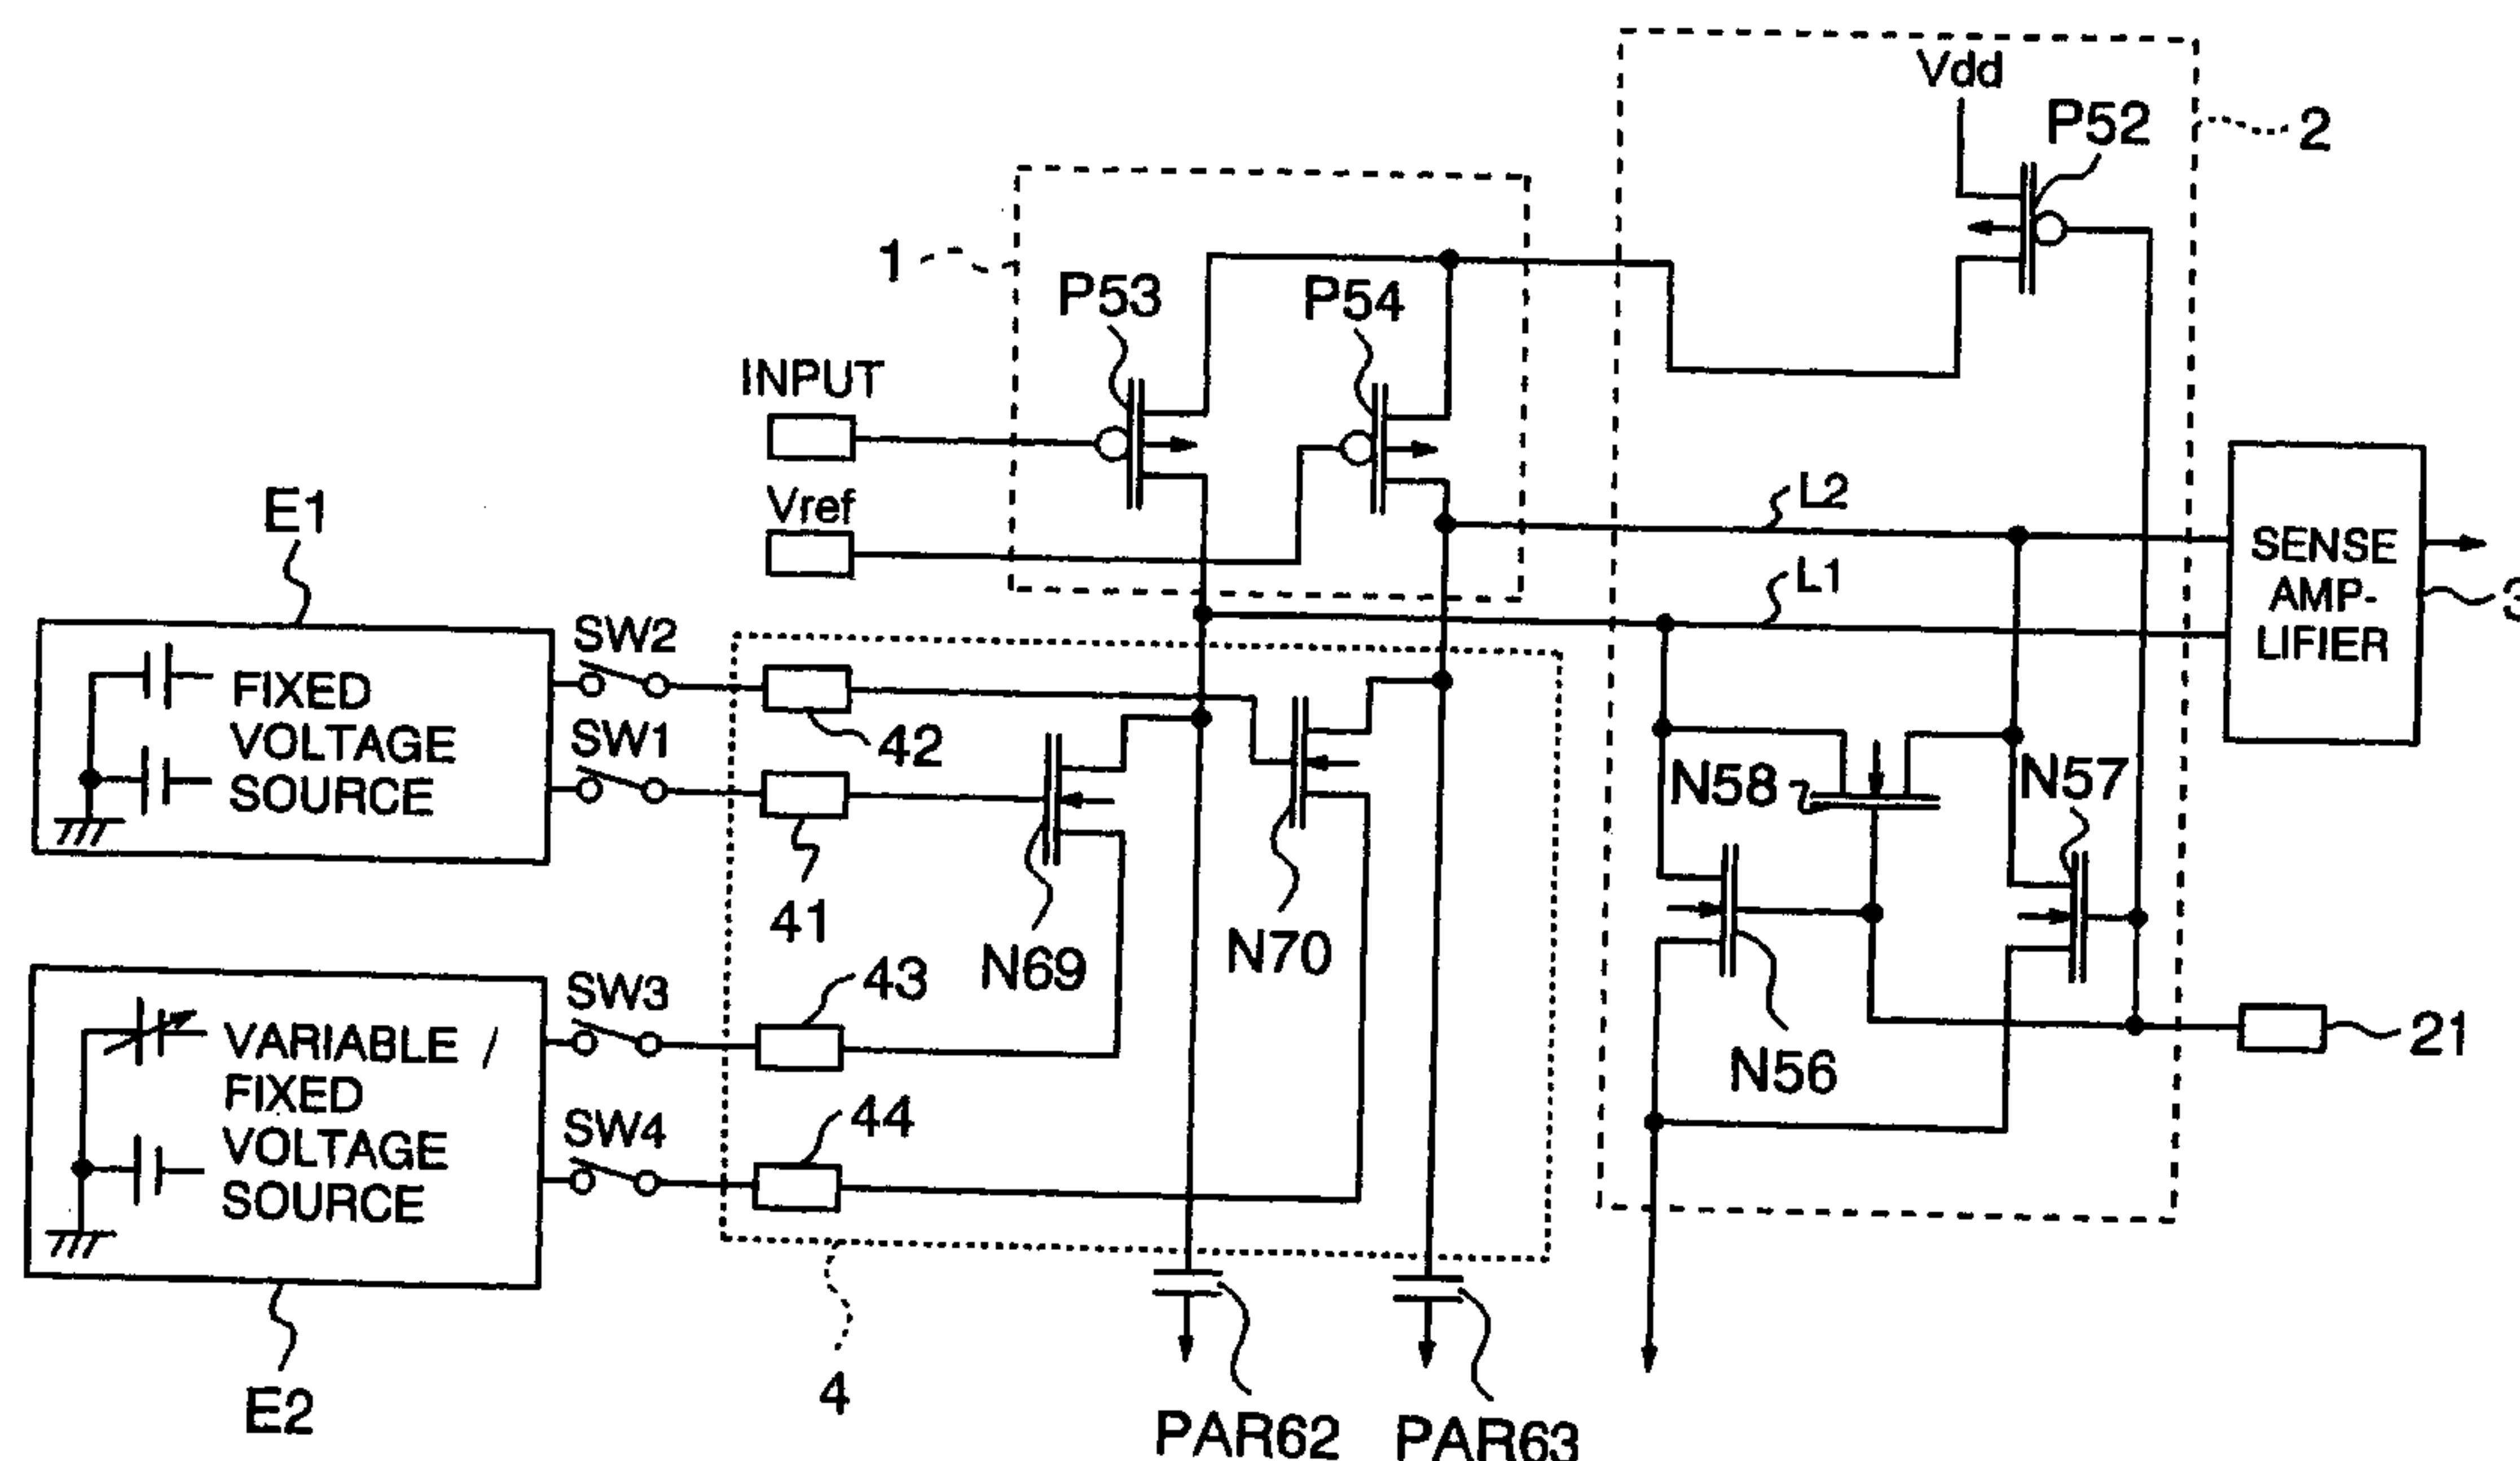 Vdd
P52
2
1
P53
P54
INPUT
Vref
E1
L2
L1
SENSE
AMP-
LIFIER
3
SW2
SW1
FIXED
VOLTAGE
SOURCE
42
41
N69
N70
N58
N57
N56
43
SW3
VARIABLE /
FIXED
VOLTAGE
SOURCE
SW4
44
21
4
E2
PAR62
PAR63